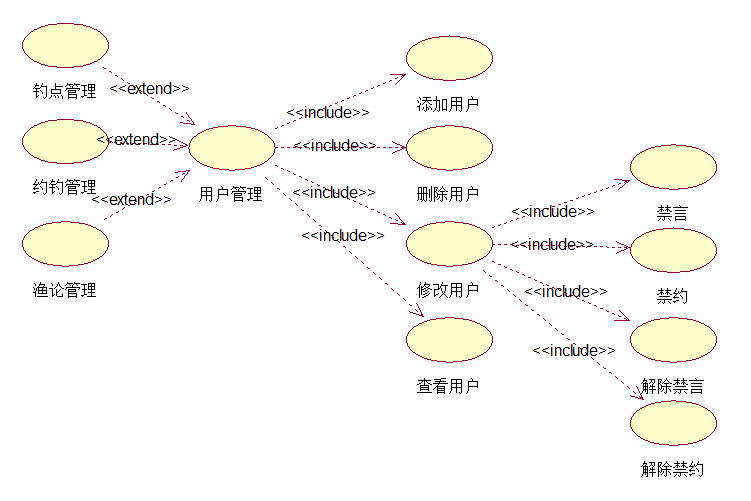 钓点管理
<<extend>>
约钓管理
<<extend>>
渔论管理
<<extend>>
用户管理
<<include>>
添加用户
<<include>>
删除用户
<<include>>
修改用户
<<include>>
查看用户
<<include>>
禁言
<<include>>
禁约
<<include>>
解除禁言
<<include>>
解除禁约